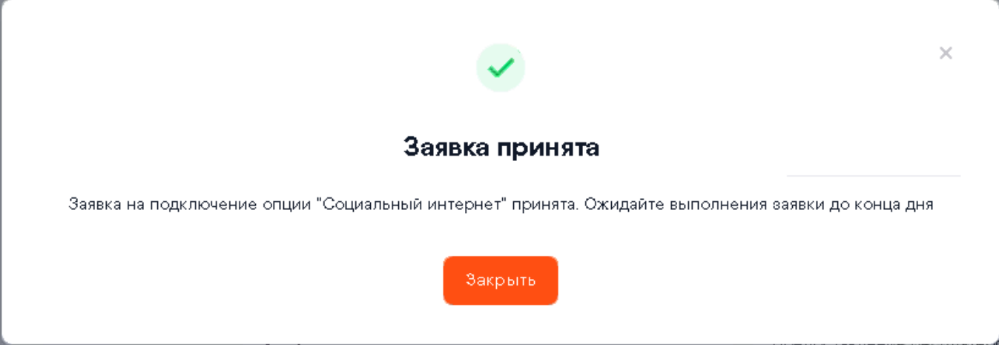 Заявка принята
Заявка на подключение опции "Социальный интернет" принята. Ожидайте выполнения заявки до конца дня
Закрыть